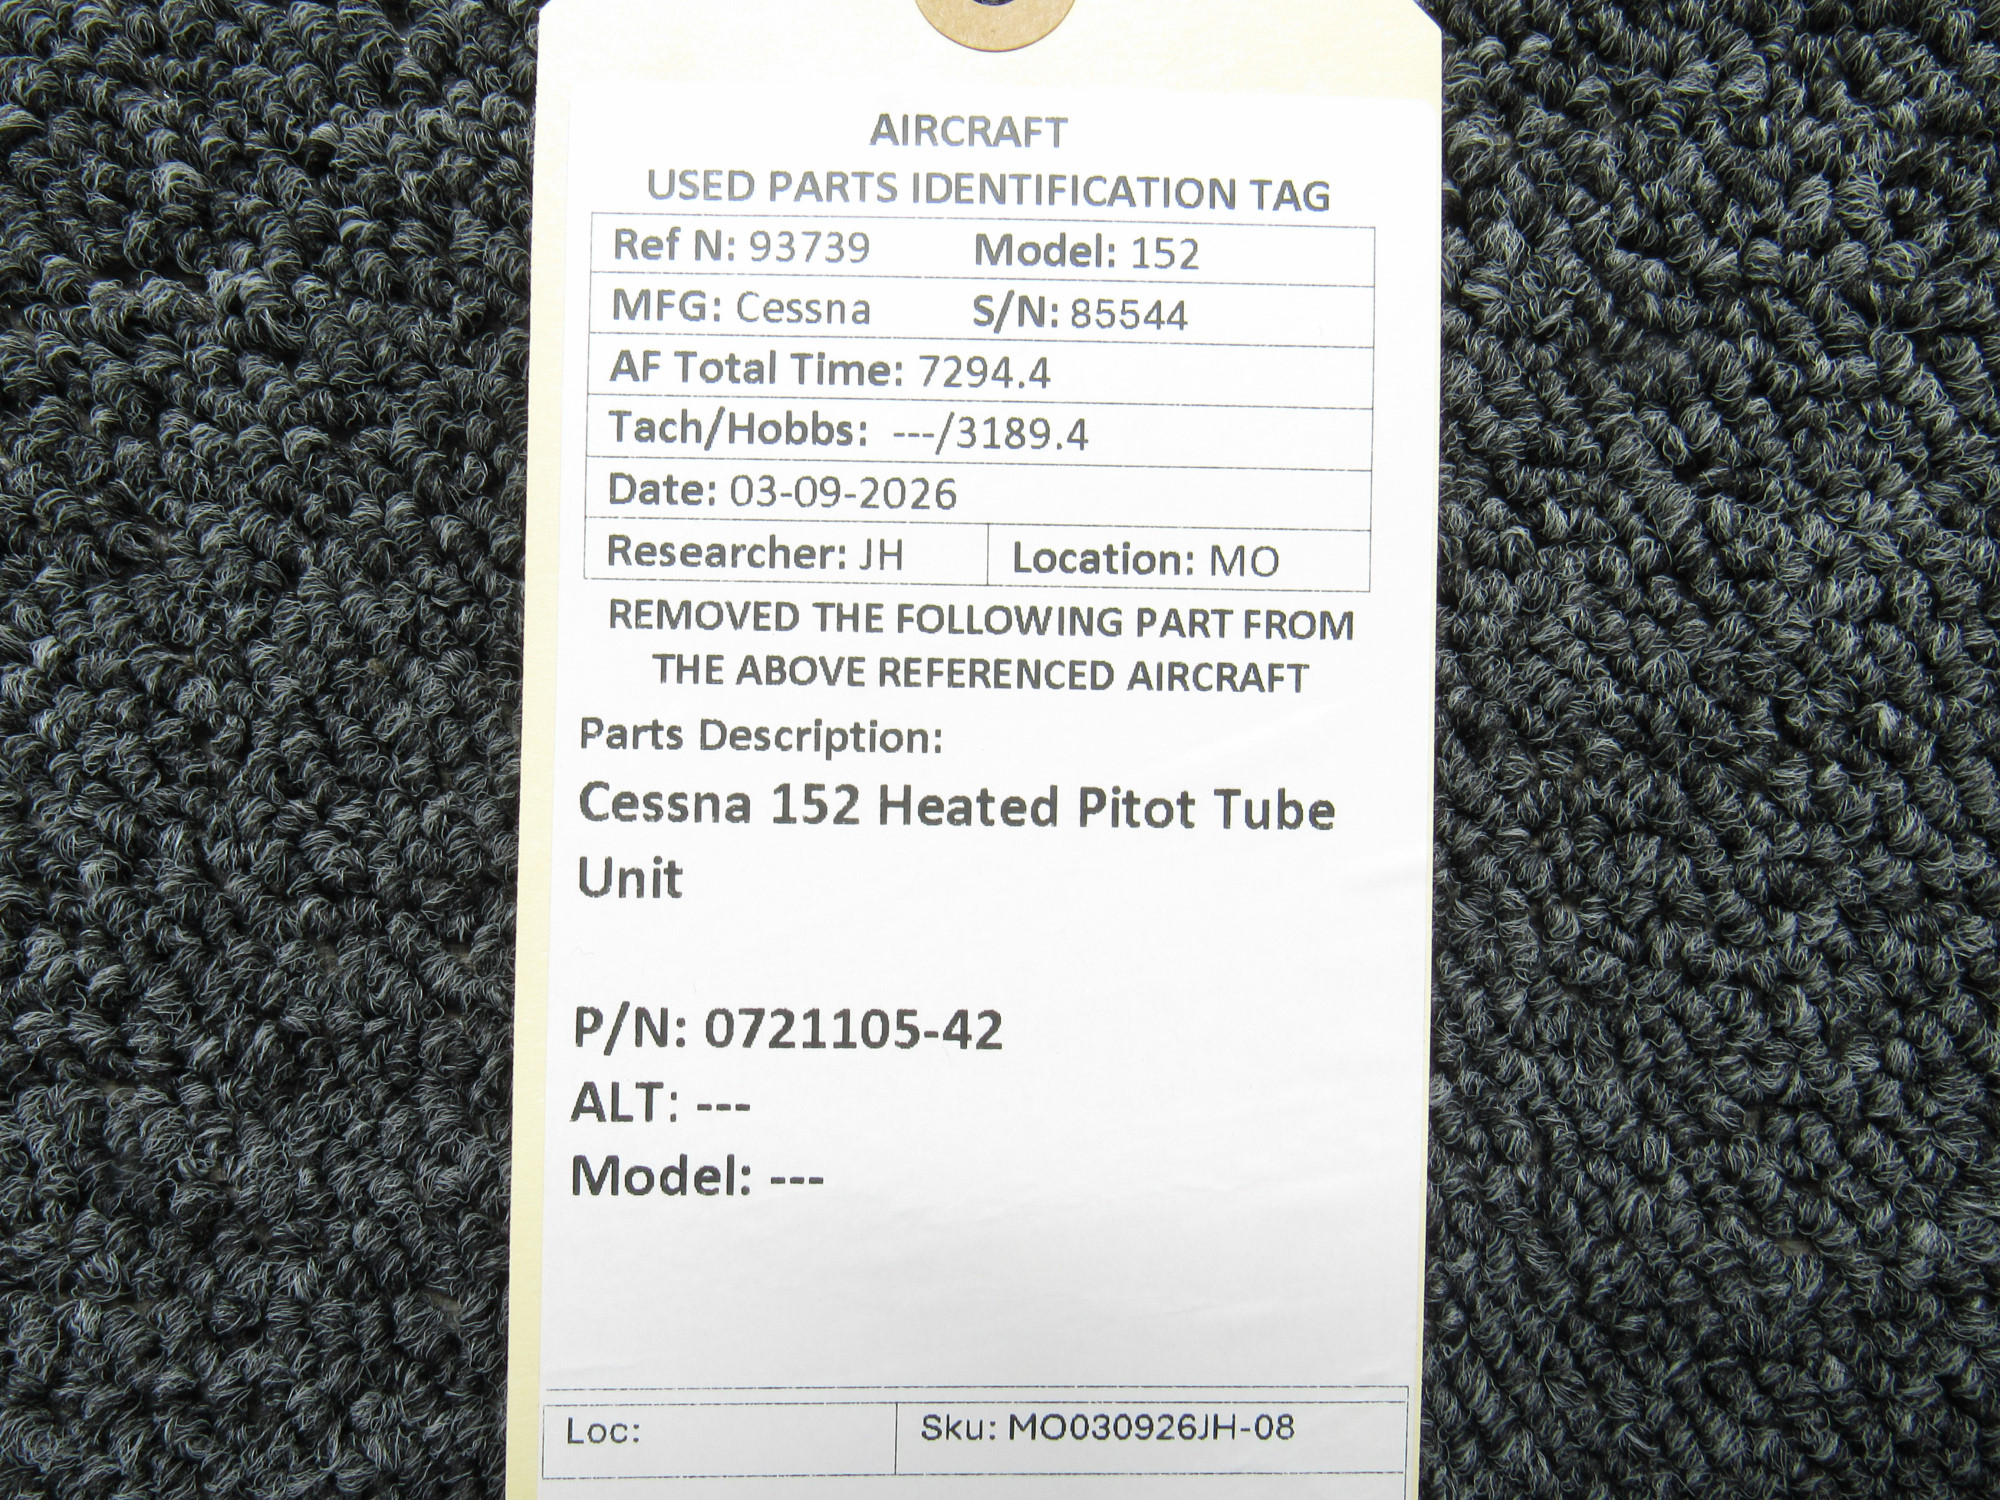 AIRCRAFT
USED PARTS IDENTIFICATION TAG
Ref N: 93739 Model: 152
MFG: Cessna S/N: 85544
AF Total Time: 7294.4
Tach/Hobbs: ---/3189.4
Date: 03-09-2026
Researcher: JH Location: MO
REMOVED THE FOLLOWING PART FROM
THE ABOVE REFERENCED AIRCRAFT
Parts Description:
Cessna 152 Heated Pitot Tube
Unit
P/N: 0721105-42
ALT: ---
Model: ---
Loc: Sku: MO030926JH-08